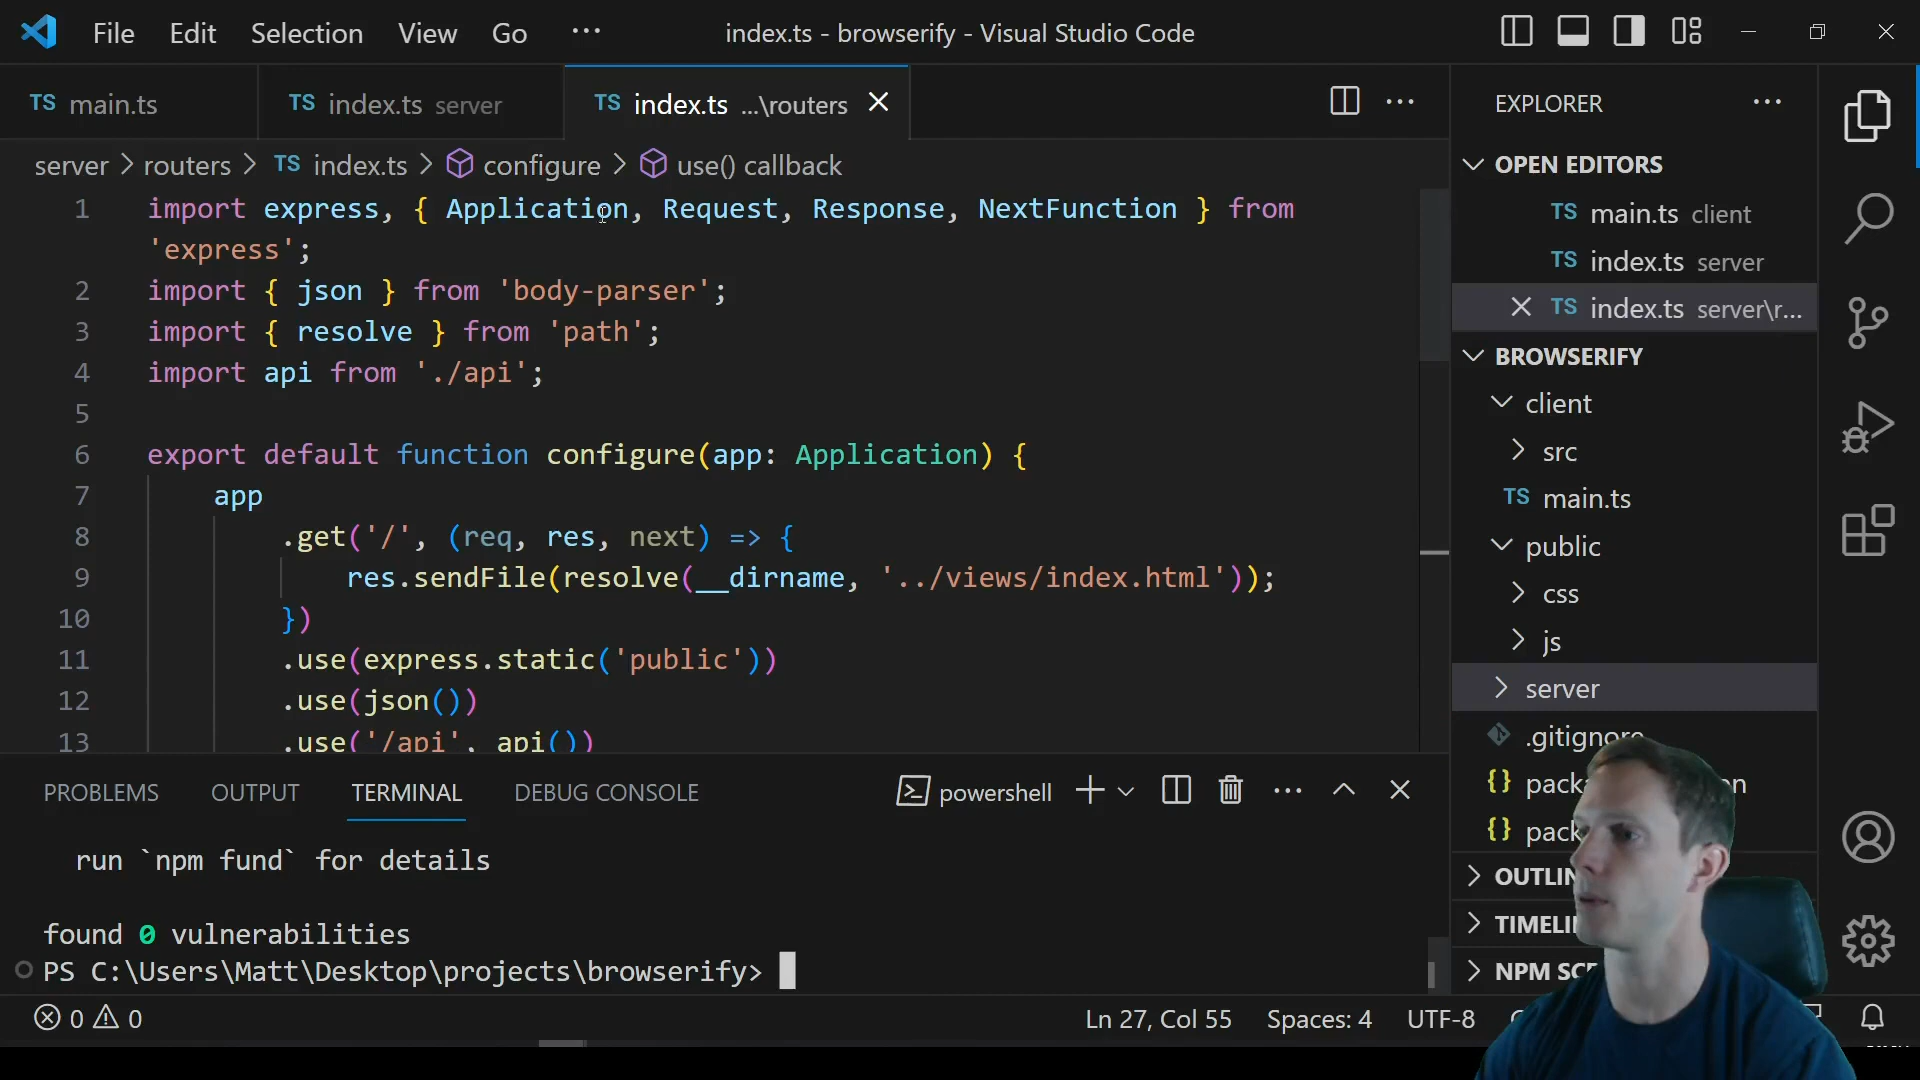 File Edit Selection View Go ··· index.ts - browserify - Visual Studio Code
TS main.ts TS index.ts server TS index.ts ...\routers
server > routers > TS index.ts > configure > use() callback
1 import express, { Application, Request, Response, NextFunction } from
'express';
2 import { json } from 'body-parser';
3 import { resolve } from 'path';
4 import api from './api';
5
6 export default function configure(app: Application) {
7 app
8 .get('/', (req, res, next) => {
9 res.sendFile(resolve(__dirname, '../views/index.html'));
10 })
11 .use(express.static('public'))
12 .use(json())
13 .use('/api', api())
PROBLEMS OUTPUT TERMINAL DEBUG CONSOLE powershell
run `npm fund` for details
found 0 vulnerabilities
PS C:\Users\Matt\Desktop\projects\browserify>
0 0 Ln 27, Col 55 Spaces: 4 UTF-8
EXPLORER
OPEN EDITORS
TS main.ts client
TS index.ts server
TS index.ts server\r...
BROWSERIFY
client
src
TS main.ts
public
css
js
server
.gitignore
{} pack
{} pack
OUTLIN
TIMELI
NPM SC